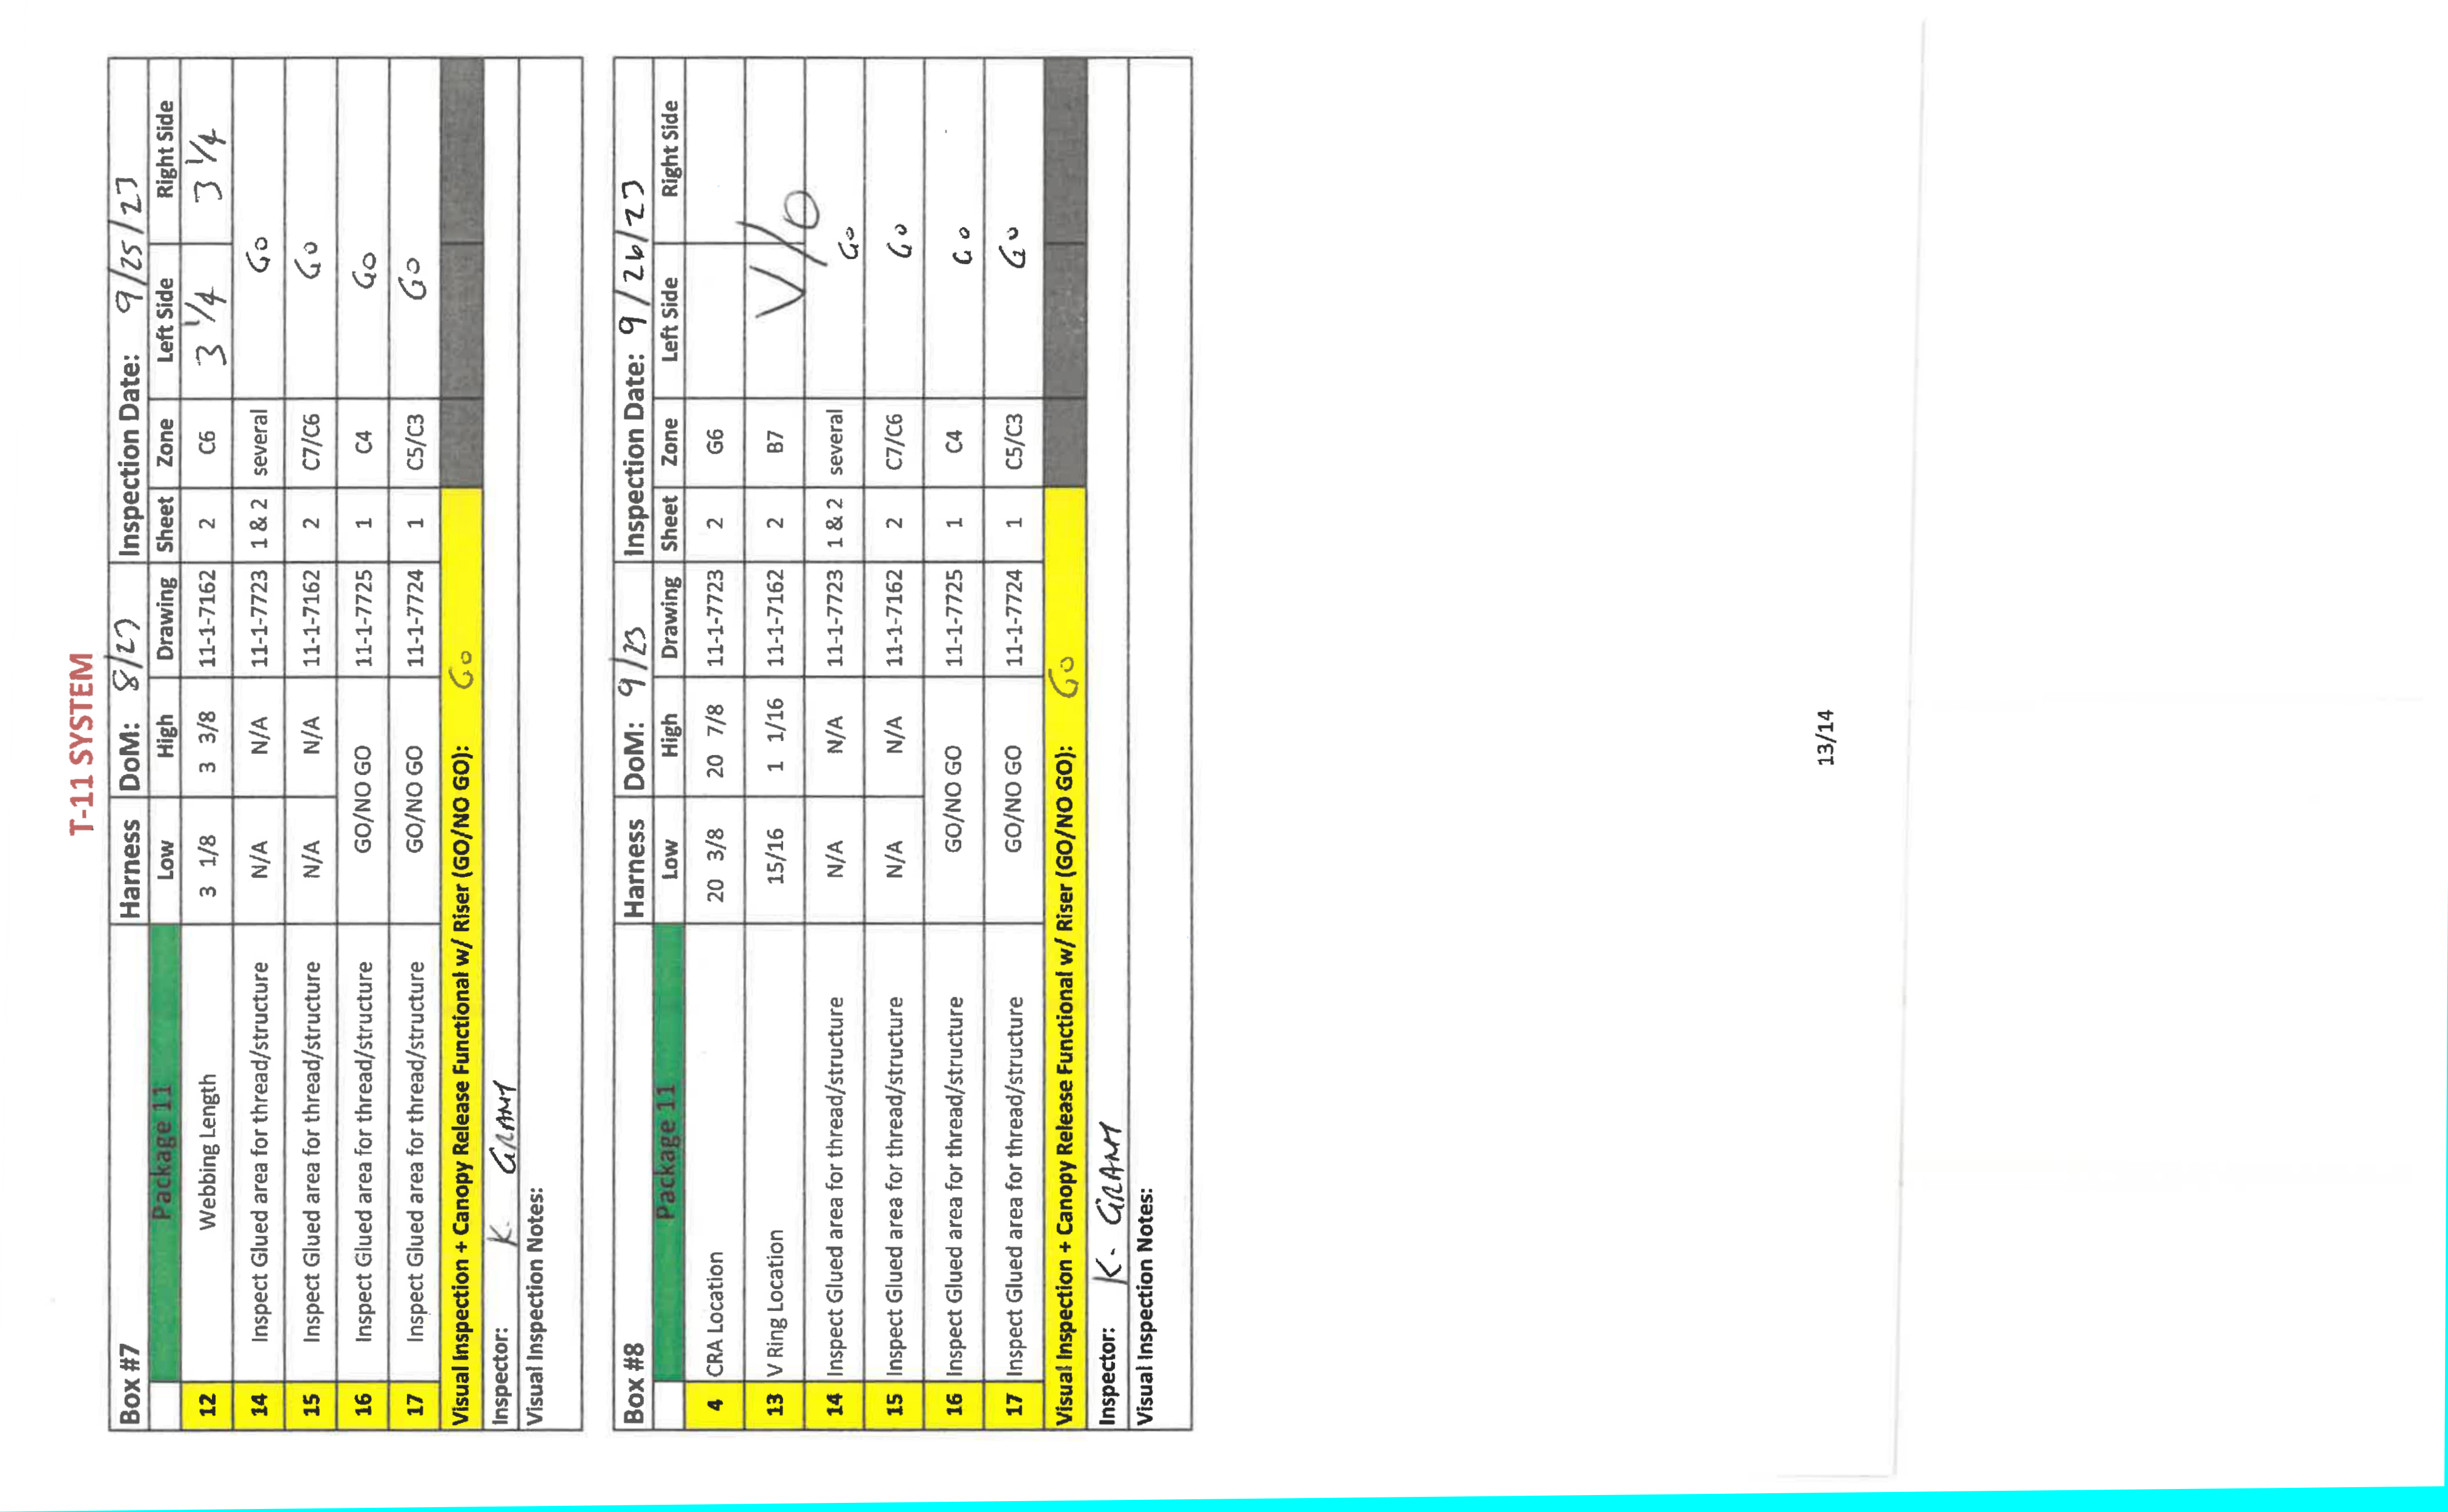 T-11 SYSTEM
Box #7 Harness DoM: 8/23 Inspection Date: 9/25/23
Package 11 Low High Drawing Sheet Zone Left Side Right Side
12 Webbing Length 3 1/8 3 3/8 11-1-7162 2 C6 3 1/4 3 1/4
14 Inspect Glued area for thread/structure N/A N/A 11-1-7723 1 & 2 several Go
15 Inspect Glued area for thread/structure N/A N/A 11-1-7162 2 C7/C6 Go
16 Inspect Glued area for thread/structure GO/NO GO 11-1-7725 1 C4 Go
17 Inspect Glued area for thread/structure GO/NO GO 11-1-7724 1 C5/C3 Go
Visual Inspection + Canopy Release Functional w/ Riser (GO/NO GO): Go
Inspector: K. GRANT
Visual Inspection Notes:
Box #8 Harness DoM: 9/23 Inspection Date: 9/26/23
Package 11 Low High Drawing Sheet Zone Left Side Right Side
4 CRA Location 20 3/8 20 7/8 11-1-7723 2 G6
13 V Ring Location 15/16 1 1/16 11-1-7162 2 B7 V/O
14 Inspect Glued area for thread/structure N/A N/A 11-1-7723 1 & 2 several Go
15 Inspect Glued area for thread/structure N/A N/A 11-1-7162 2 C7/C6 Go
16 Inspect Glued area for thread/structure GO/NO GO 11-1-7725 1 C4 Go
17 Inspect Glued area for thread/structure GO/NO GO 11-1-7724 1 C5/C3 Go
Visual Inspection + Canopy Release Functional w/ Riser (GO/NO GO): Go
Inspector: K. GRANT
Visual Inspection Notes:
13/14